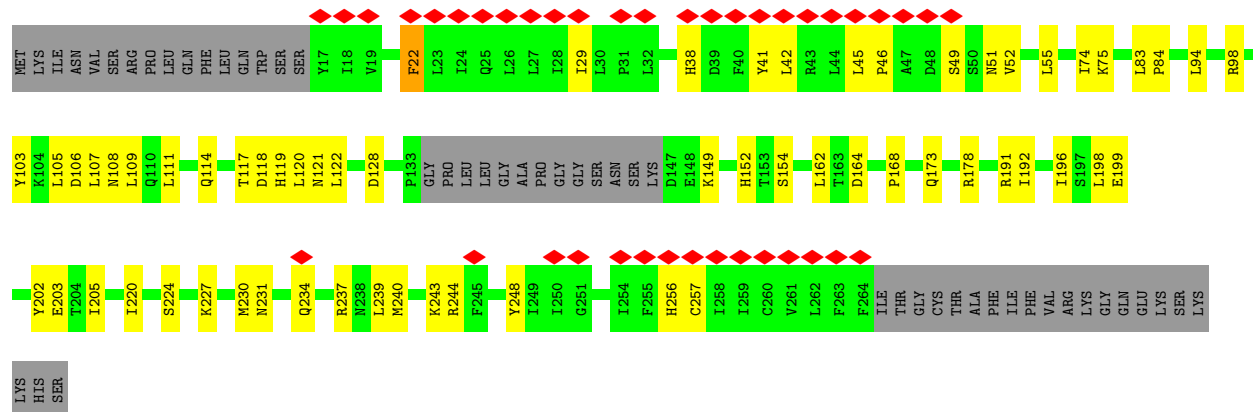 MET LYS ILE ASN VAL SER ARG PRO LEU GLN PHE LEU GLN TRP SER SER Y17 I18 V19 F22 L23 I24 Q25 L26 L27 I28 I29 L30 P31 L32 H38 D39 F40 Y41 L42 R43 L44 L45 P46 A47 D48 S49 S50 N51 V52 L55 I74 K75 L83 P84 L94 R98
Y103 K104 L105 D106 L107 N108 L109 Q110 L111 Q114 T117 D118 H119 L120 N121 L122 D128 P133 GLY PRO LEU LEU GLY ALA PRO GLY GLY SER ASN SER LYS D147 E148 K149 H152 T153 S154 L162 T163 D164 P168 Q173 R178 R191 I192 I196 S197 L198 E199
Y202 E203 T204 I205 I220 S224 K227 M230 N231 Q234 R237 N238 L239 M240 K243 R244 F245 Y248 I249 I250 G251 I254 F255 H256 C257 I258 I259 C260 V261 L262 F263 F264 ILE THR GLY CYS THR ALA PHE ILE PHE VAL ARG LYS GLY GLN GLU LYS SER LYS
LYS HIS SER